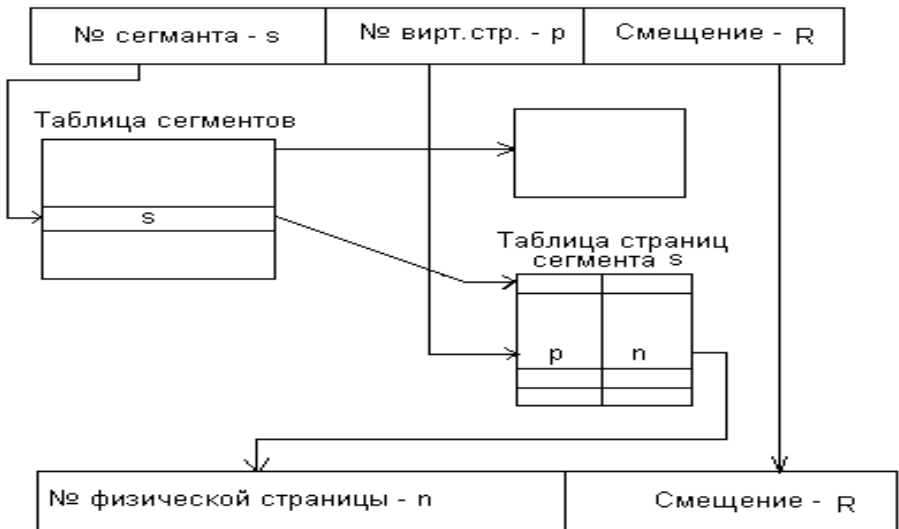 № сегманта - s
№ вирт.стр. - p
Смещение - R
Таблица сегментов
s
Таблица страниц
сегмента s
p
n
№ физической страницы - n
Смещение - R